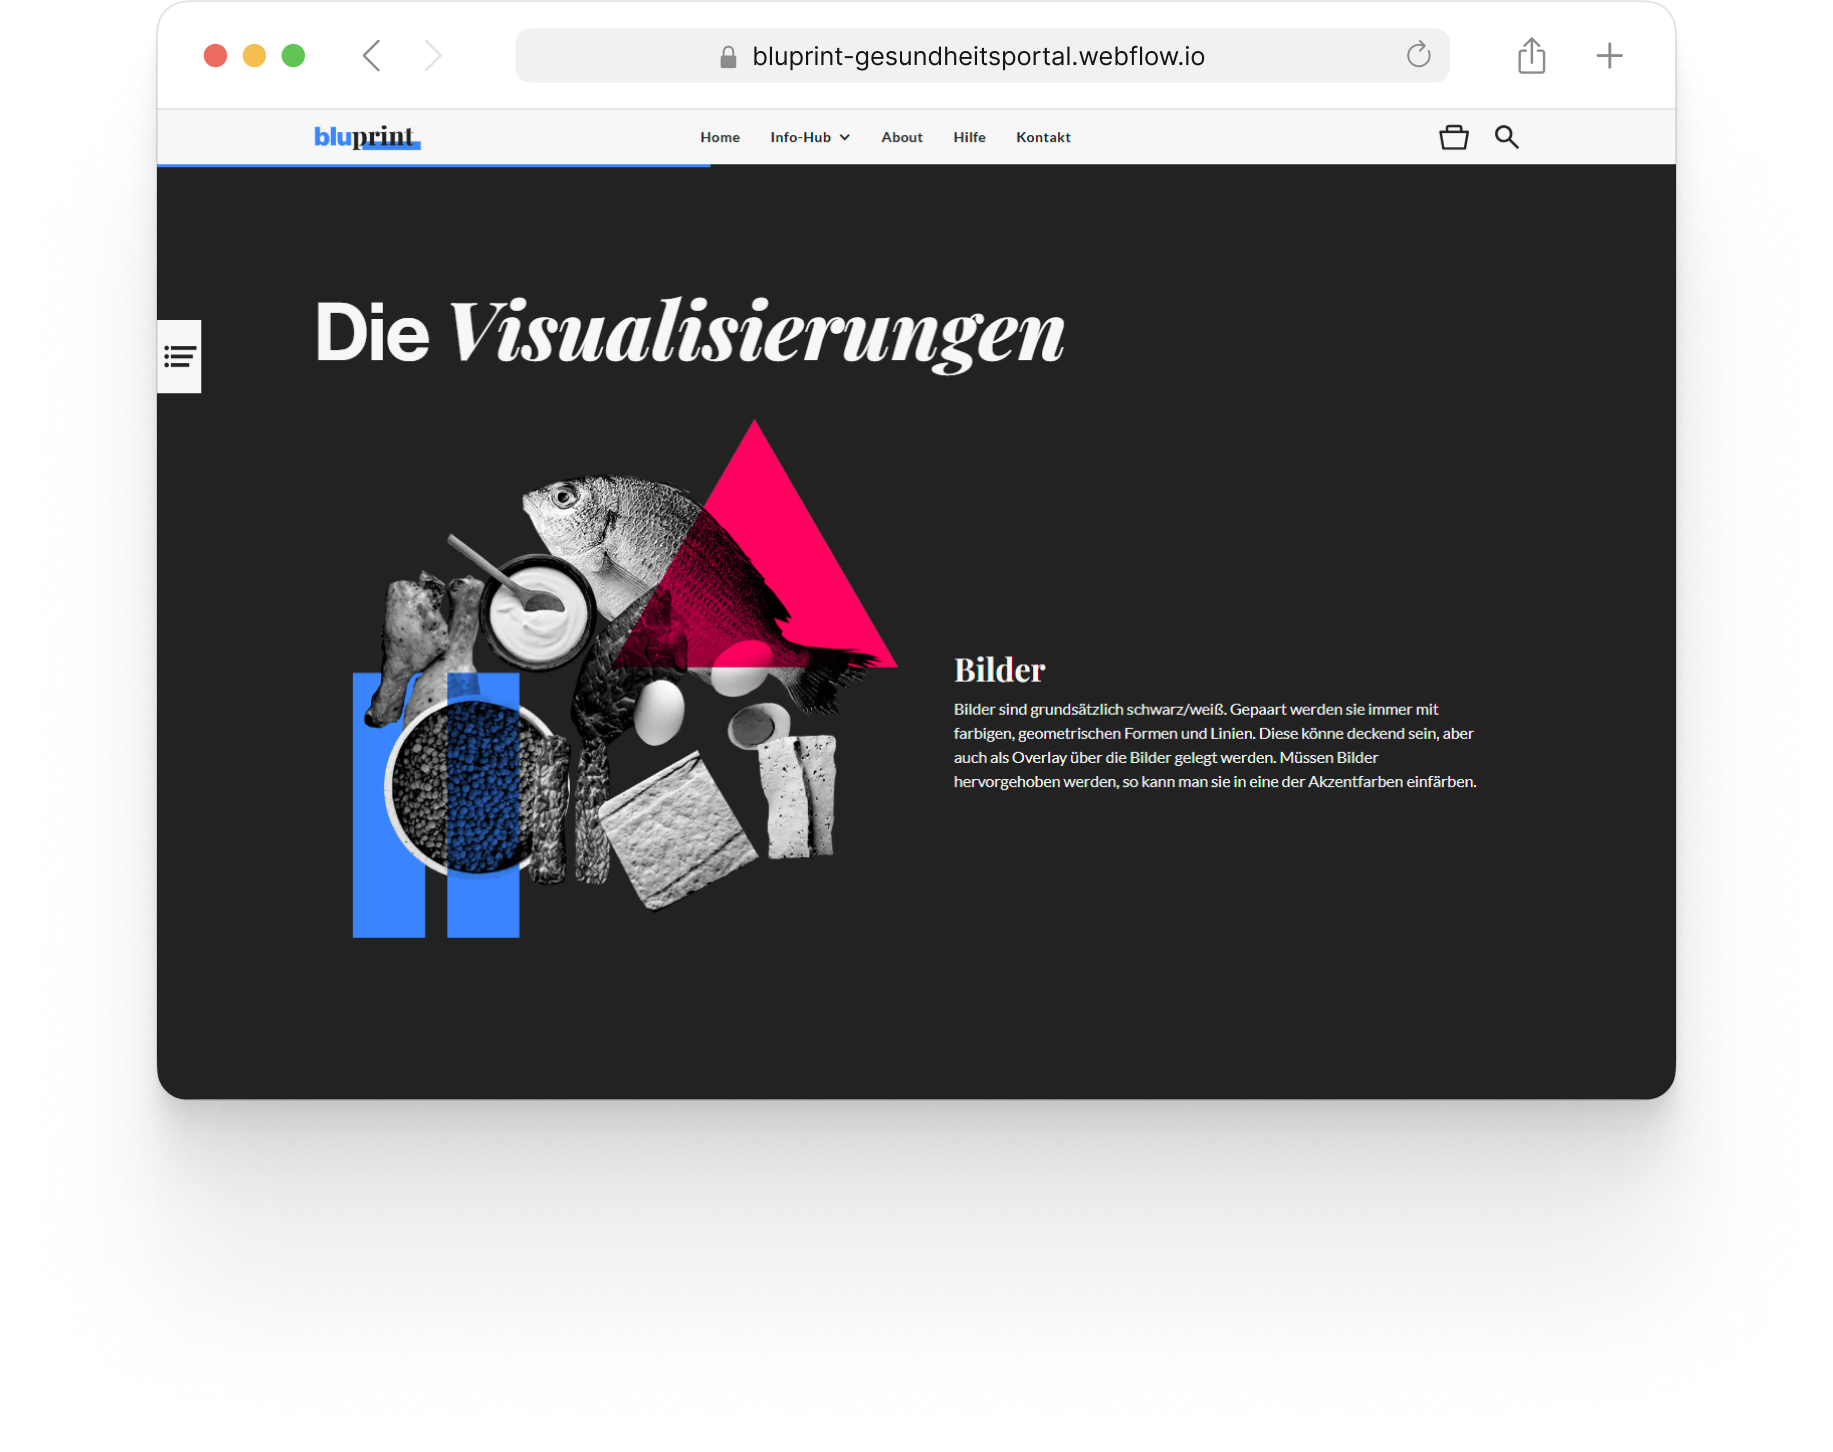 bluprint-gesundheitsportal.webflow.io
bluprint
Home Info-Hub About Hilfe Kontakt
Die Visualisierungen
Bilder
Bilder sind grundsätzlich schwarz/weiß. Gepaart werden sie immer mit
farbigen, geometrischen Formen und Linien. Diese könne deckend sein, aber
auch als Overlay über die Bilder gelegt werden. Müssen Bilder
hervorgehoben werden, so kann man sie in eine der Akzentfarben einfärben.